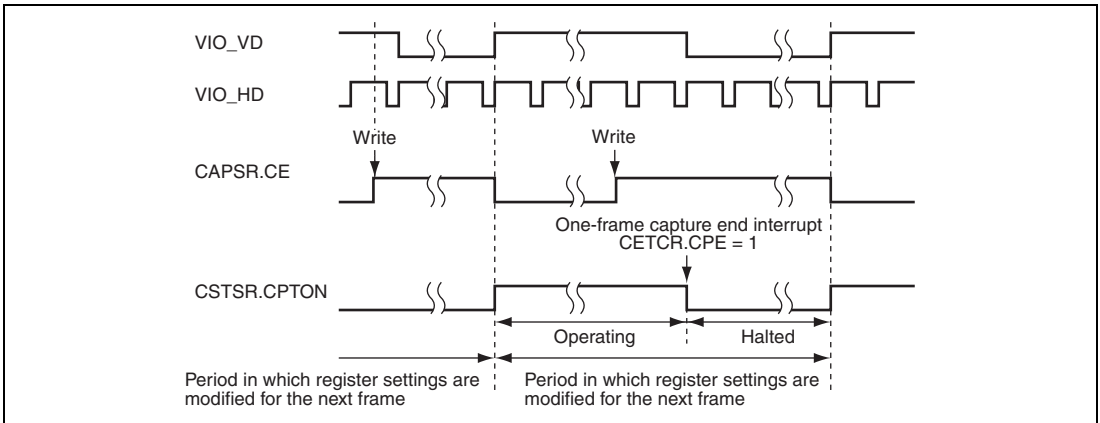 VIO_VD
VIO_HD
Write
Write
CAPSR.CE
One-frame capture end interrupt
CETCR.CPE = 1
CSTSR.CPTON
Operating
Halted
Period in which register settings are
modified for the next frame
Period in which register settings are
modified for the next frame